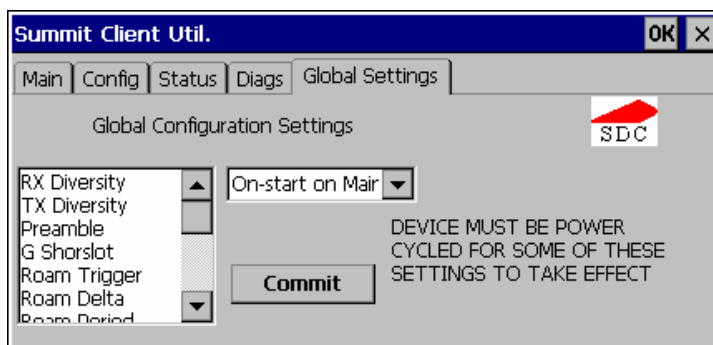 Summit Client Util.
OK ×
Main Config Status Diags Global Settings
Global Configuration Settings
SDC
RX Diversity
TX Diversity
Preamble
G Shorslot
Roam Trigger
Roam Delta
Roam Period
On-start on Mair
Commit
DEVICE MUST BE POWER
CYCLED FOR SOME OF THESE
SETTINGS TO TAKE EFFECT